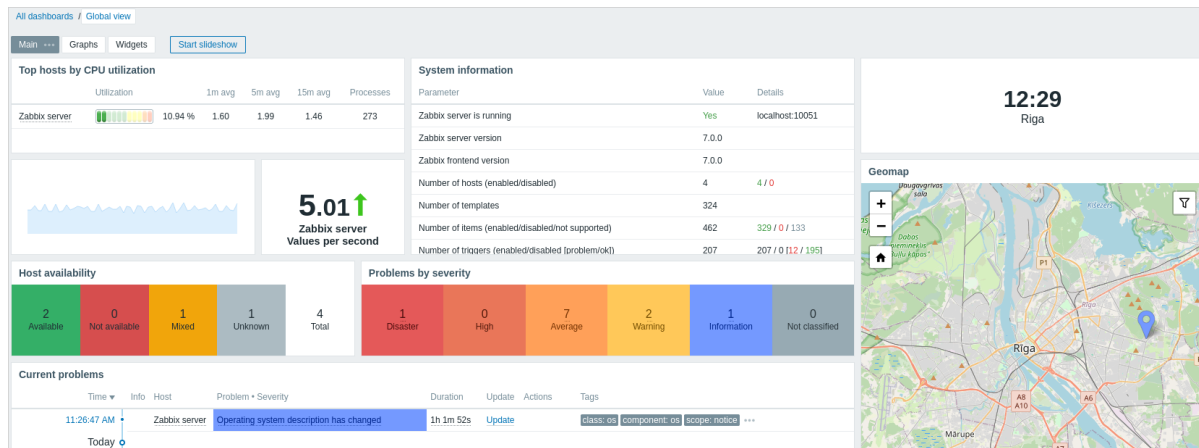 All dashboards / Global view
Main ••• Graphs Widgets Start slideshow
Top hosts by CPU utilization
Utilization 1m avg 5m avg 15m avg Processes
Zabbix server 10.94 % 1.60 1.99 1.46 273
5.01
Zabbix server
Values per second
System information
Parameter Value Details
Zabbix server is running Yes localhost:10051
Zabbix server version 7.0.0
Zabbix frontend version 7.0.0
Number of hosts (enabled/disabled) 4 4 / 0
Number of templates 324
Number of items (enabled/disabled/not supported) 462 329 / 0 / 133
Number of triggers (enabled/disabled [problem/ok]) 207 207 / 0 [12 / 195]
12:29
Riga
Geomap
+
−
Daugavgrīvas
sala
Ķīšezers
P1
Rīga
Rīga
A8
A10
A6
Mārupe
Host availability
2 0 1 1 4
Available Not available Mixed Unknown Total
Problems by severity
1 0 7 2 1 0
Disaster High Average Warning Information Not classified
Current problems
Time ▼ Info Host Problem • Severity Duration Update Actions Tags
11:26:47 AM Zabbix server Operating system description has changed 1h 1m 52s Update class: os component: os scope: notice •••
Today